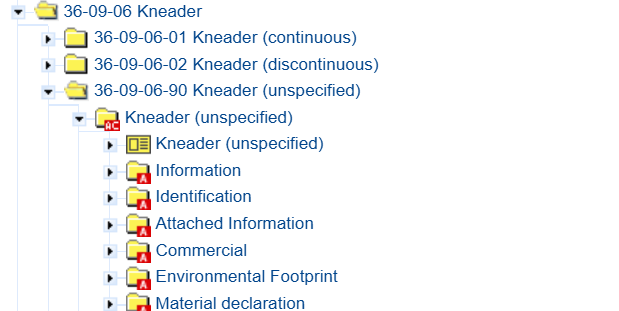 36-09-06 Kneader
36-09-06-01 Kneader (continuous)
36-09-06-02 Kneader (discontinuous)
36-09-06-90 Kneader (unspecified)
AC Kneader (unspecified)
Kneader (unspecified)
A Information
A Identification
A Attached Information
A Commercial
A Environmental Footprint
A Material declaration